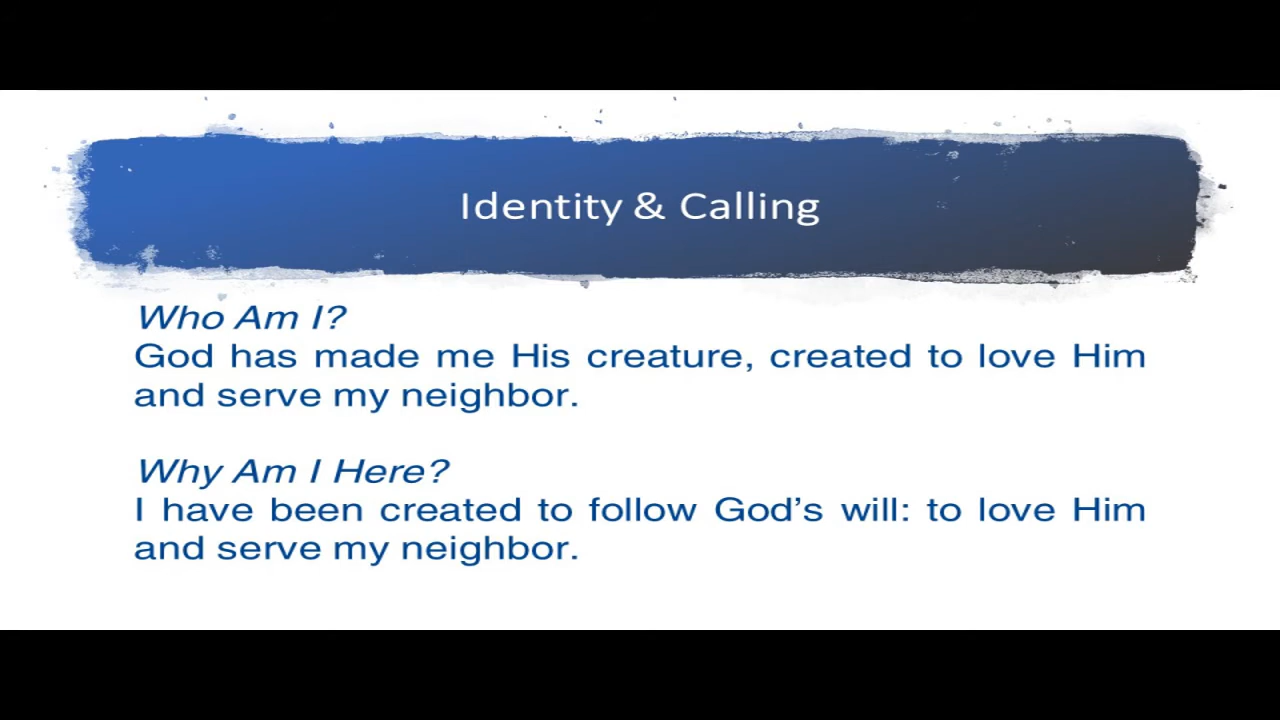 Identity & Calling
Who Am I?
God has made me His creature, created to love Him
and serve my neighbor.
Why Am I Here?
I have been created to follow God’s will: to love Him
and serve my neighbor.